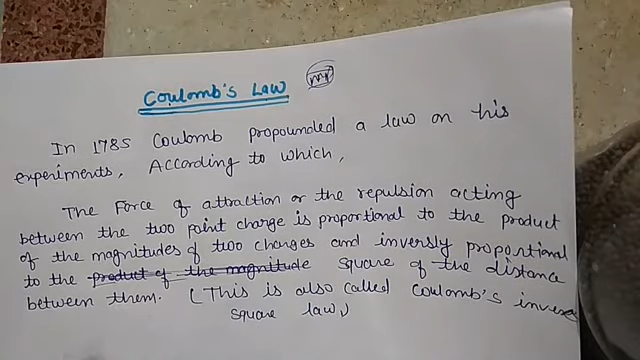 Coulomb's Law
In 1785 Coulomb propounded a law on his
experiments, According to which,
The Force of attraction or the repulsion acting
between the two point charge is proportional to the product
of the magnitudes of two charges and inversly proportional
to the product of the magnitude square of the distance
between them. (This is also called Coulomb's inverse
square law)